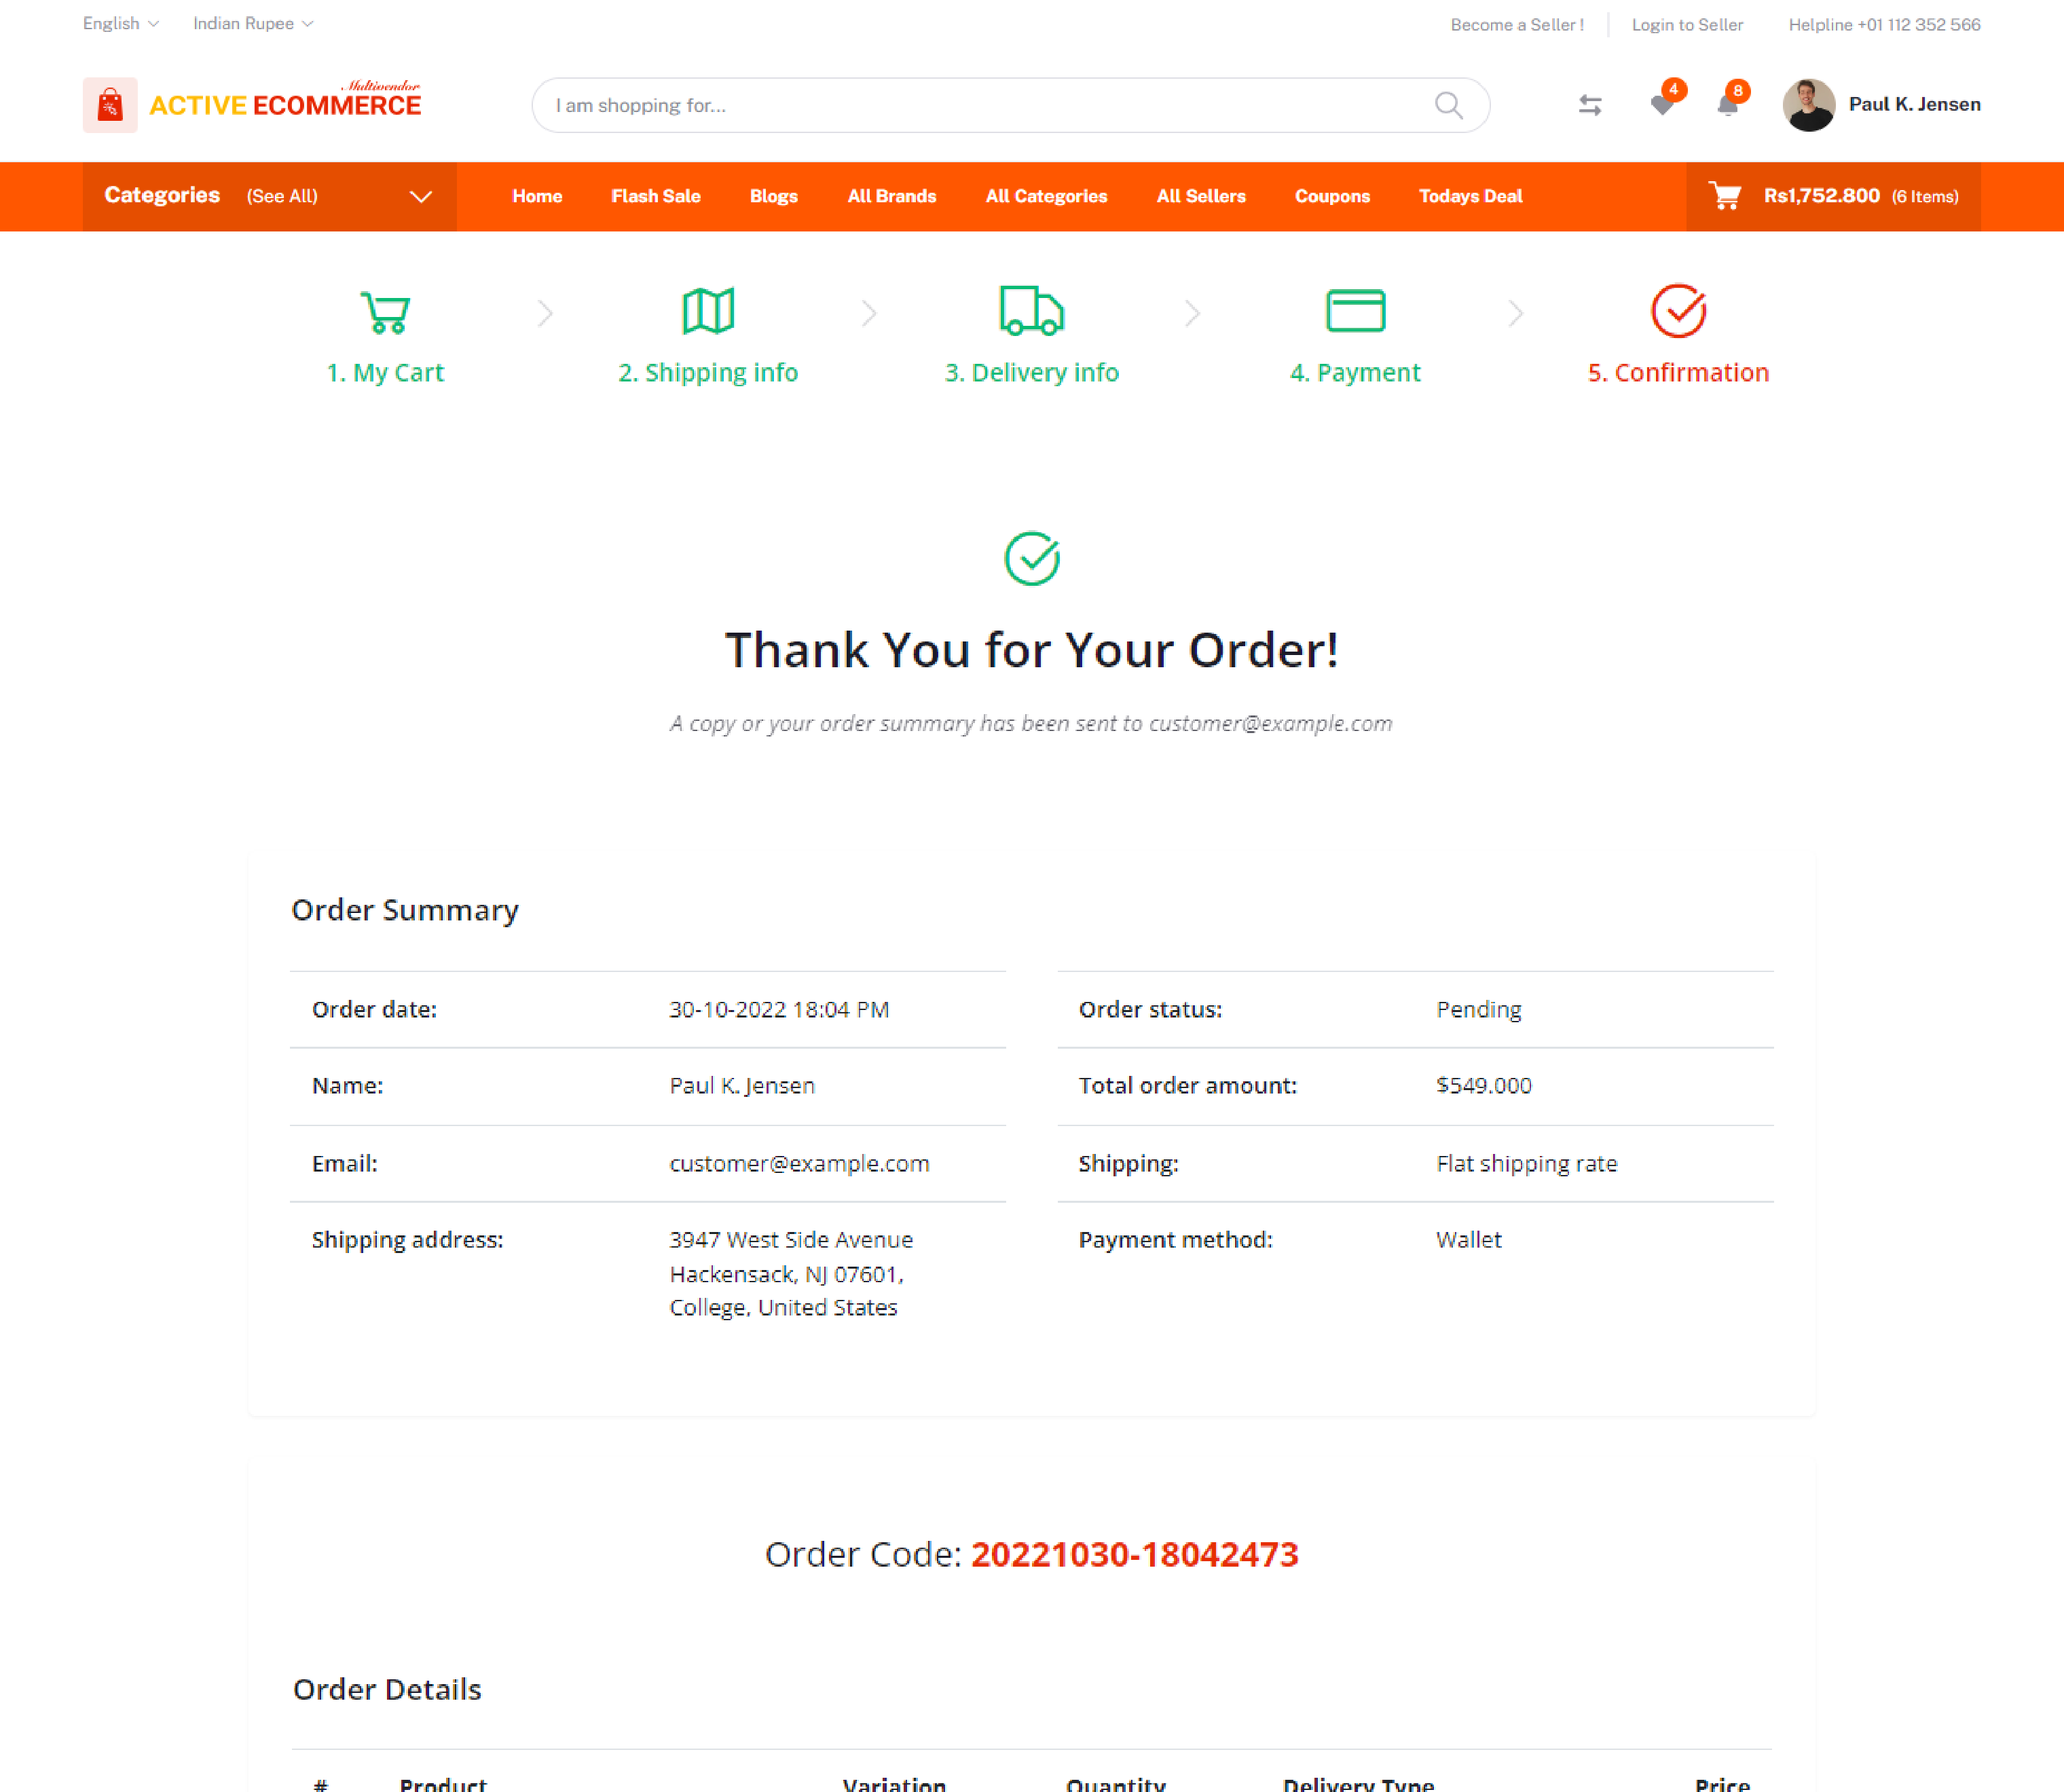 English Indian Rupee Become a Seller ! Login to Seller Helpline +01 112 352 566
Multivendor
ACTIVE ECOMMERCE
I am shopping for...
4
8
Paul K. Jensen
Categories (See All) Home Flash Sale Blogs All Brands All Categories All Sellers Coupons Todays Deal Rs1,752.800 (6 Items)
1. My Cart 2. Shipping info 3. Delivery info 4. Payment 5. Confirmation
Thank You for Your Order!
A copy or your order summary has been sent to customer@example.com
Order Summary
Order date: 30-10-2022 18:04 PM Order status: Pending
Name: Paul K. Jensen Total order amount: $549.000
Email: customer@example.com Shipping: Flat shipping rate
Shipping address: 3947 West Side Avenue Payment method: Wallet
Hackensack, NJ 07601,
College, United States
Order Code: 20221030-18042473
Order Details
# Product Variation Quantity Delivery Type Price